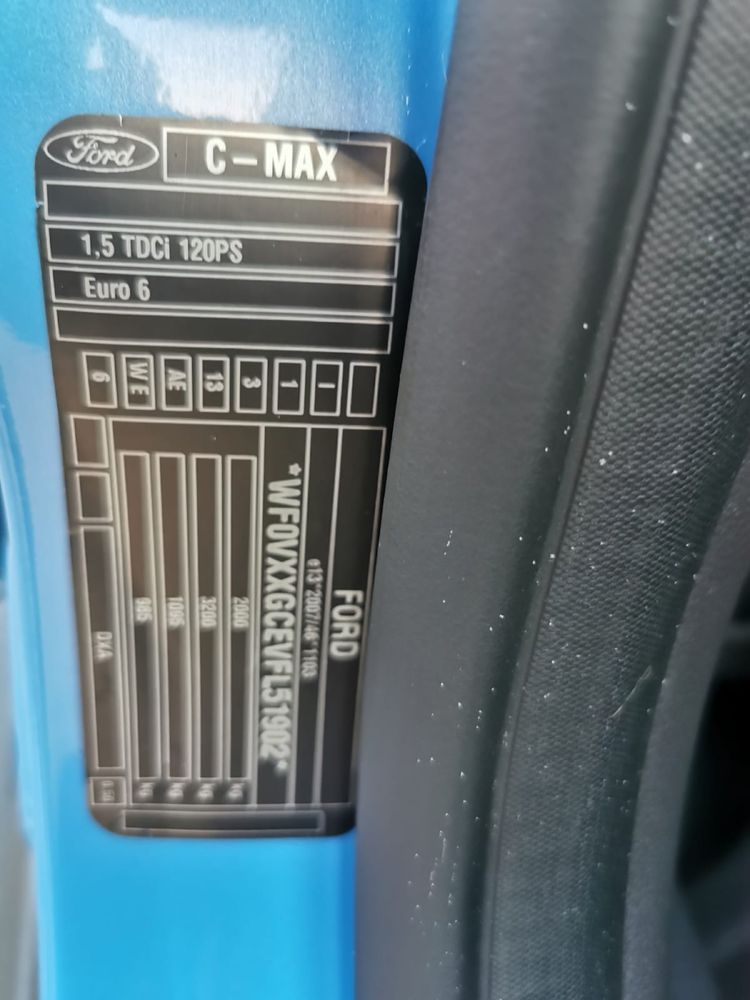 Ford
C-MAX
1,5 TDCi 120PS
Euro 6
6 WE AE 13 3 1 I
FORD
e13*2007/46*1103
*WF0VXXGCEVFL51902*
2000 kg
3200 kg
1005 kg
985 kg
DXA